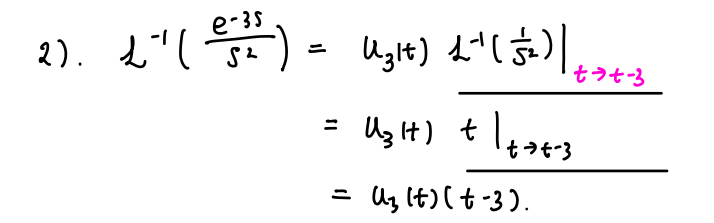 2). ℒ⁻¹( e⁻³ˢ / s² ) = u₃(t) ℒ⁻¹( 1/s² ) |ₜ→ₜ₋₃
= u₃(t) t |ₜ→ₜ₋₃
= u₃(t)(t-3).